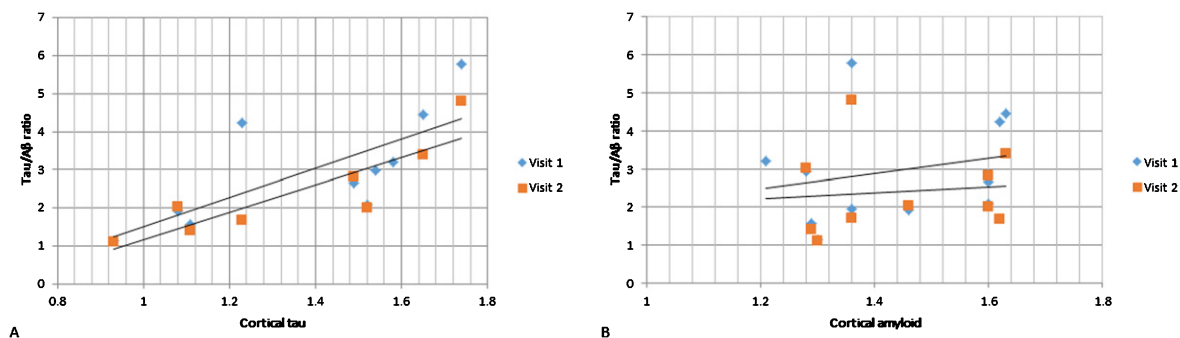 7
6
5
4
3
2
1
0
Tau/Aβ ratio
0.8 1 1.2 1.4 1.6 1.8
Cortical tau
Visit 1
Visit 2
A
7
6
5
4
3
2
1
0
Tau/Aβ ratio
1 1.2 1.4 1.6 1.8
Cortical amyloid
Visit 1
Visit 2
B